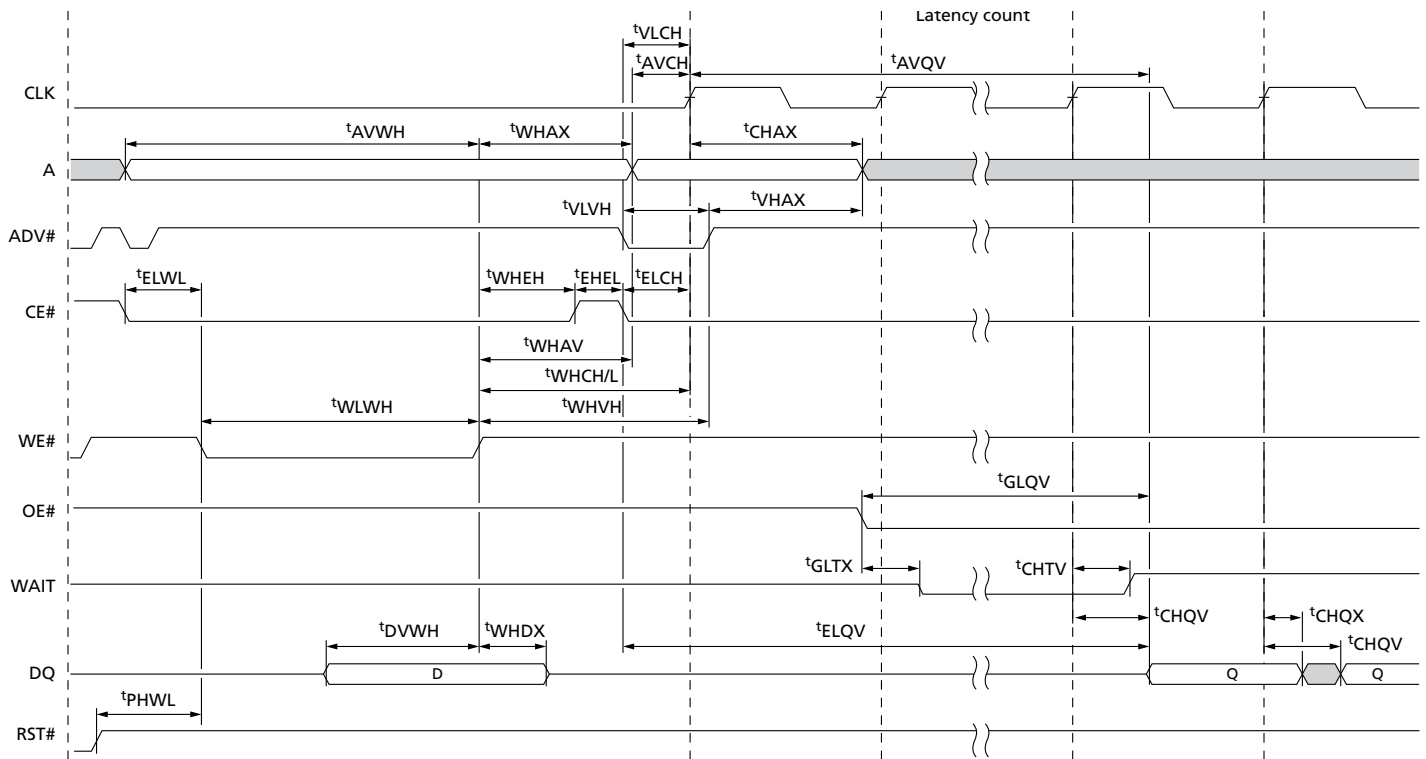 Latency count
tVLCH
tAVCH
tAVQV
CLK
tAVWH
tWHAX
tCHAX
A
tVLVH
tVHAX
ADV#
tELWL
tWHEH
tEHEL
tELCH
CE#
tWHAV
tWHCH/L
tWLWH
tWHVH
WE#
tGLQV
OE#
tGLTX
tCHTV
WAIT
tCHQV
tCHQX
tDVWH
tWHDX
tELQV
tCHQV
DQ
D
Q
Q
tPHWL
RST#